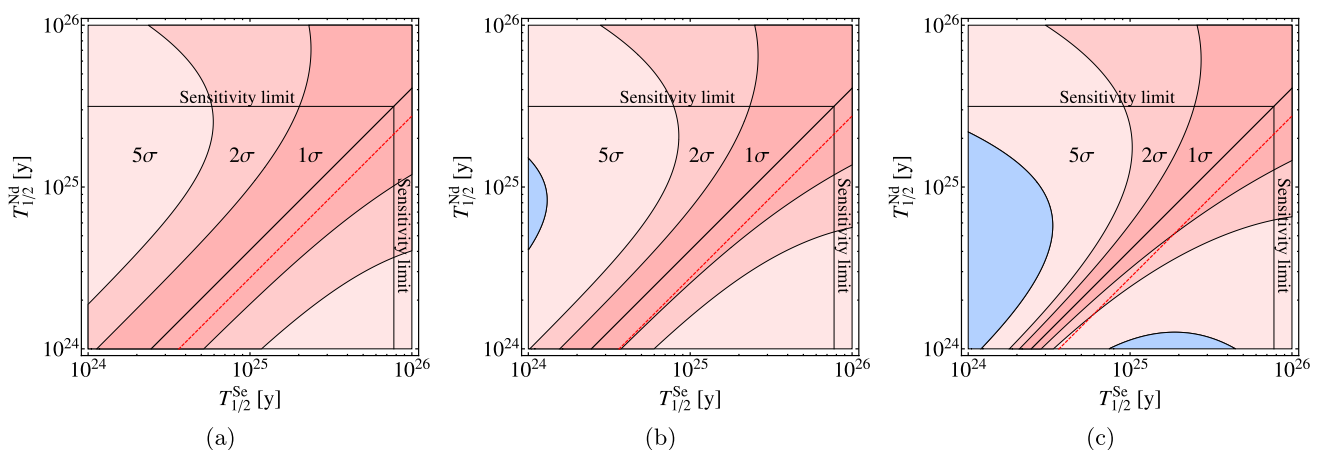 10^26
10^25
10^24
T_{1/2}^{Nd} [y]
Sensitivity limit
5σ
2σ
1σ
Sensitivity limit
10^24
10^25
10^26
T_{1/2}^{Se} [y]
(a)
10^26
10^25
10^24
T_{1/2}^{Nd} [y]
Sensitivity limit
5σ
2σ
1σ
Sensitivity limit
10^24
10^25
10^26
T_{1/2}^{Se} [y]
(b)
10^26
10^25
10^24
T_{1/2}^{Nd} [y]
Sensitivity limit
5σ
2σ
1σ
Sensitivity limit
10^24
10^25
10^26
T_{1/2}^{Se} [y]
(c)